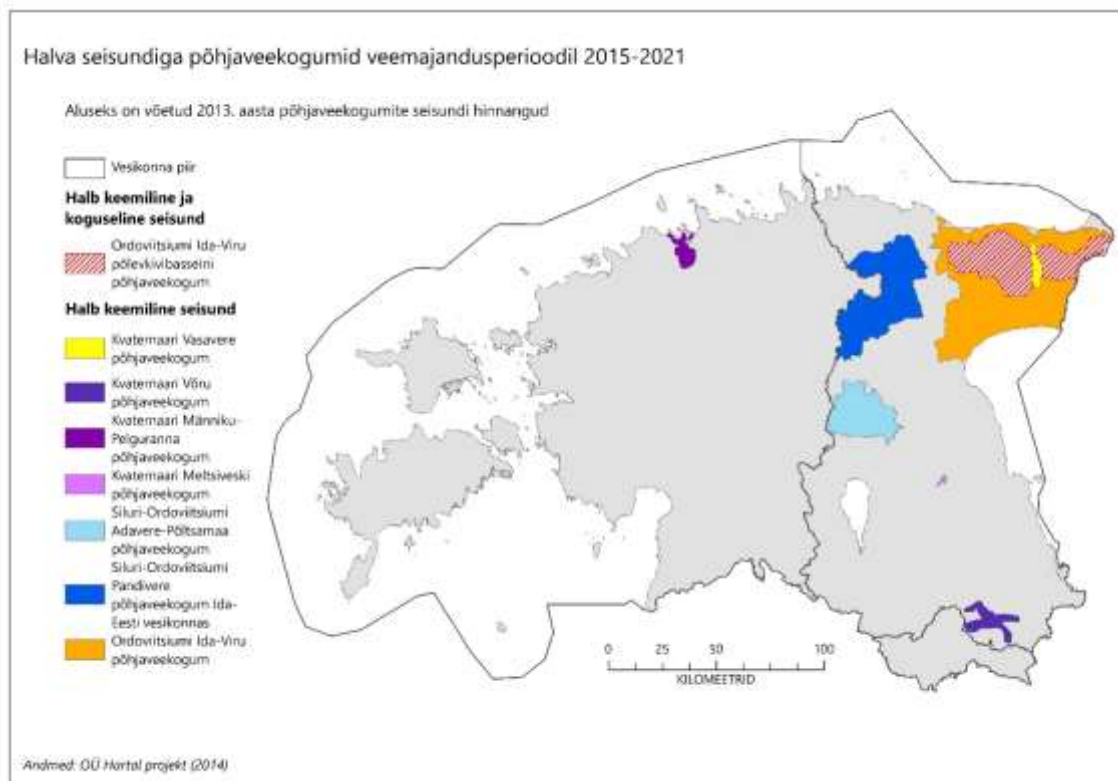 Halva seisundiga põhjaveekogumid veemajandusperioodil 2015-2021
Aluseks on võetud 2013. aasta põhjaveekogumite seisundi hinnangud
Vesikonna piir
Halb keemiline ja
koguseline seisund
Ordoviitsiumi Ida-Viru
põlevkivibasseini
põhjaveekogum
Halb keemiline seisund
Kvaternaari Vasavere
põhjaveekogum
Kvaternaari Võru
põhjaveekogum
Kvaternaari Männiku-
Pelguranna
põhjaveekogum
Kvaternaari Meltsiveski
põhjaveekogum
Siluri-Ordoviitsiumi
Adavere-Põltsamaa
põhjaveekogum
Siluri-Ordoviitsiumi
Pandivere
põhjaveekogum Ida-
Eesti vesikonnas
Ordoviitsiumi Ida-Viru
põhjaveekogum
0 25 50 100
KILOMEETRID
Andmed: OÜ Hartal projekt (2014)